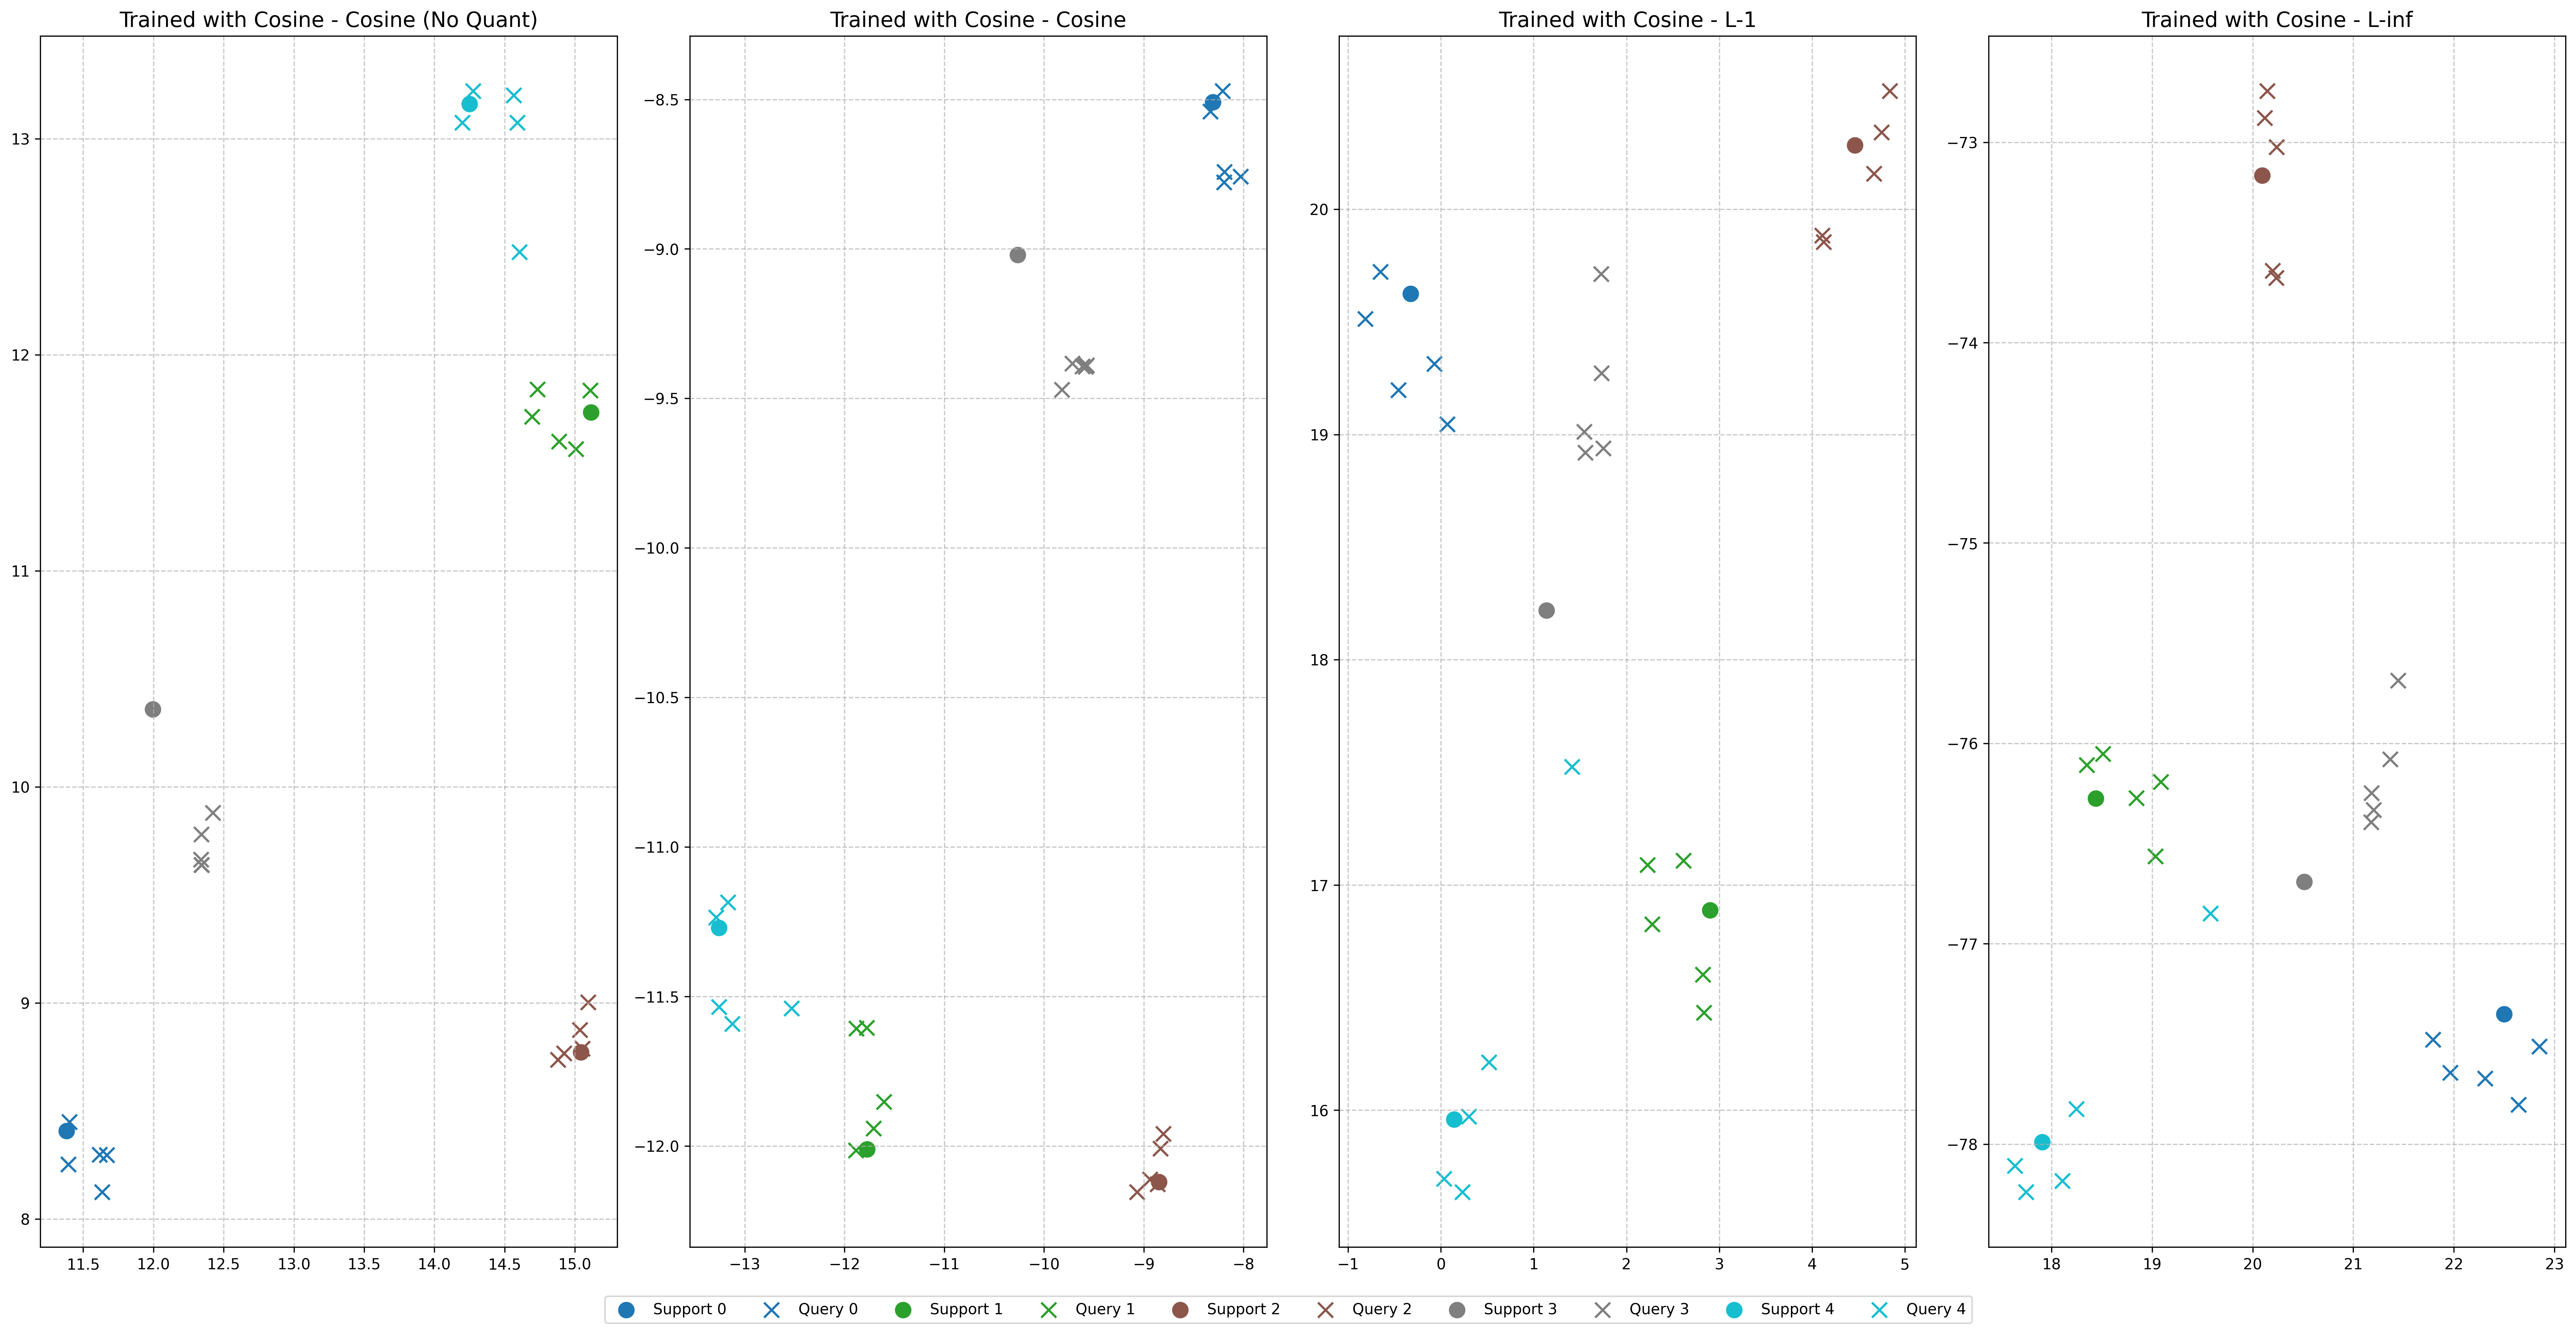 Trained with Cosine - Cosine (No Quant)
13
12
11
10
9
8
11.5 12.0 12.5 13.0 13.5 14.0 14.5 15.0
Trained with Cosine - Cosine
−8.5
−9.0
−9.5
−10.0
−10.5
−11.0
−11.5
−12.0
−13 −12 −11 −10 −9 −8
Trained with Cosine - L-1
20
19
18
17
16
−1 0 1 2 3 4 5
Trained with Cosine - L-inf
−73
−74
−75
−76
−77
−78
18 19 20 21 22 23
Support 0 Query 0 Support 1 Query 1 Support 2 Query 2 Support 3 Query 3 Support 4 Query 4